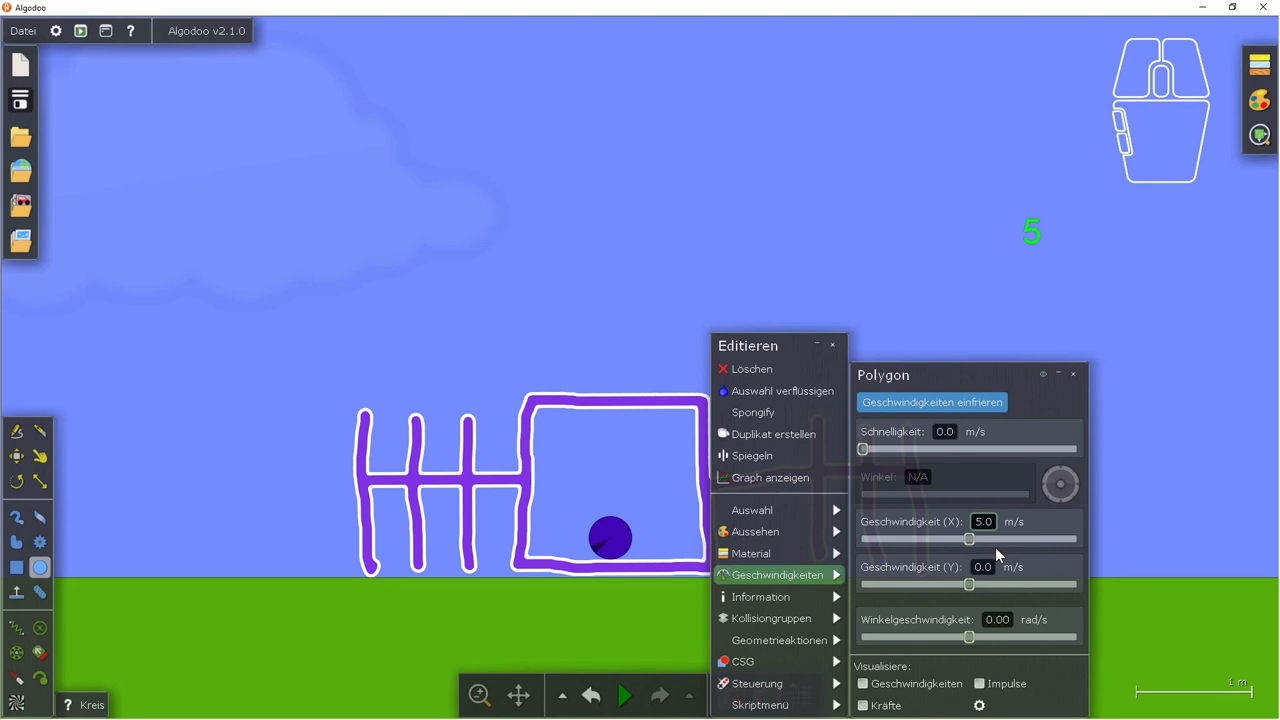 Algodoo
Datei
?
Algodoo v2.1.0
5
Editieren
Löschen
Auswahl verflüssigen
Spongify
Duplikat erstellen
Spiegeln
Graph anzeigen
Auswahl
Aussehen
Material
Geschwindigkeiten
Information
Kollisiongruppen
Geometrieaktionen
CSG
Steuerung
Skriptmenü
Polygon
Geschwindigkeiten einfrieren
Schnelligkeit: 0.0 m/s
Winkel: N/A
Geschwindigkeit (X): 5.0 m/s
Geschwindigkeit (Y): 0.0 m/s
Winkelgeschwindigkeit: 0.00 rad/s
Visualisiere:
Geschwindigkeiten Impulse
Kräfte
? Kreis
1 m